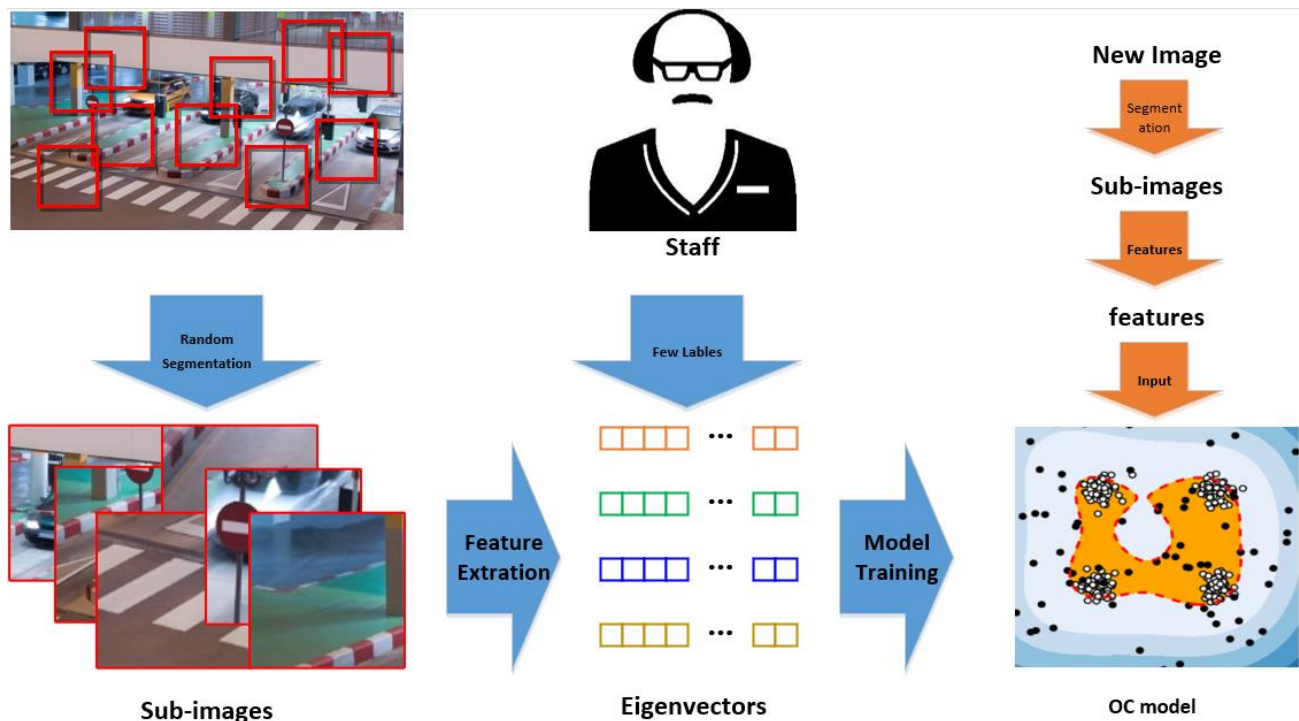 New Image
Segment
ation
Sub-images
Staff
Features
features
Random
Segmentation
Few Lables
Input
Feature
Extration
Model
Training
Sub-images
Eigenvectors
OC model